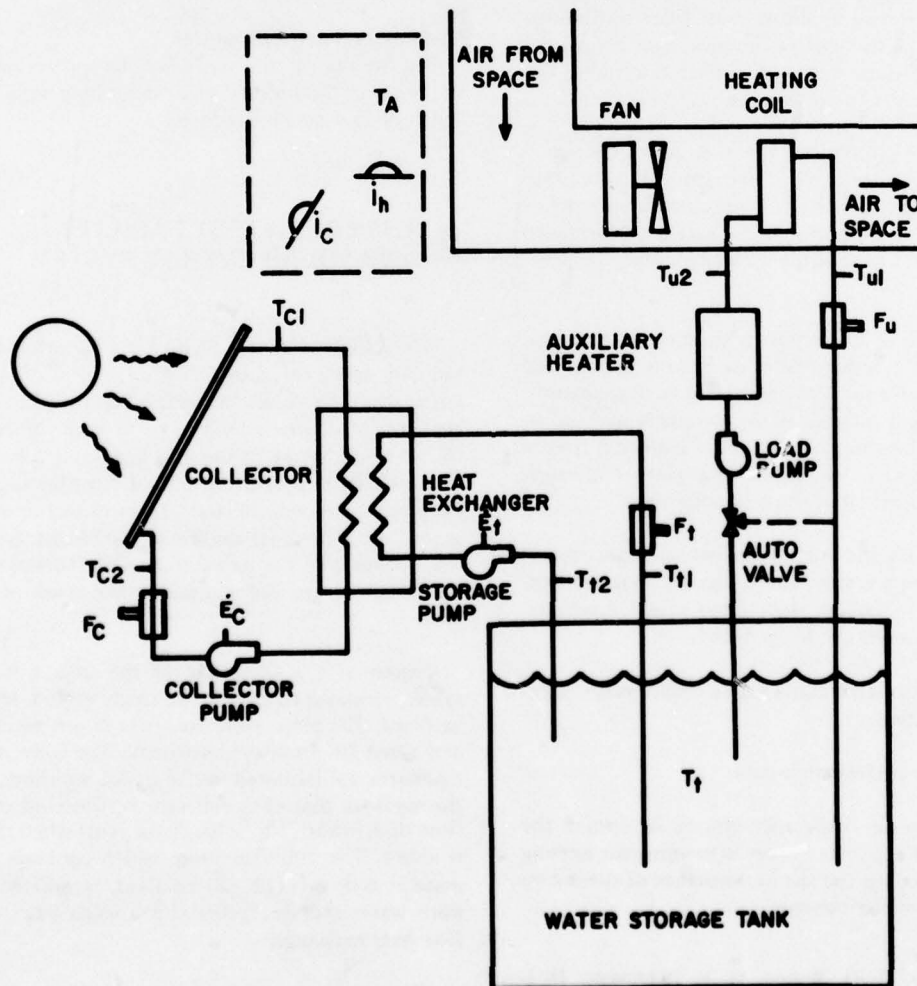 AIR FROM
SPACE
HEATING
COIL
FAN
T_A
i_h
i_C
AIR TO
SPACE
T_u2
T_u1
T_C1
F_u
AUXILIARY
HEATER
COLLECTOR
HEAT
EXCHANGER
LOAD
PUMP
Ė_t
F_t
AUTO
VALVE
T_C2
STORAGE
PUMP
T_t2
T_t1
F_C
Ė_C
COLLECTOR
PUMP
T_t
WATER STORAGE TANK